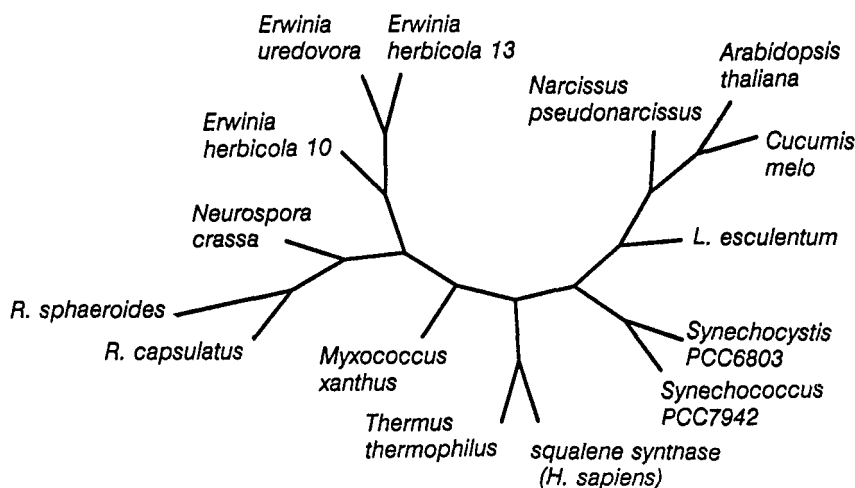 Erwinia
uredovora
Erwinia
herbicola 13
Narcissus
pseudonarcissus
Arabidopsis
thaliana
Erwinia
herbicola 10
Cucumis
melo
Neurospora
crassa
L. esculentum
R. sphaeroides
R. capsulatus
Myxococcus
xanthus
Synechocystis
PCC6803
Synechococcus
PCC7942
Thermus
thermophilus
squalene synthase
(H. sapiens)